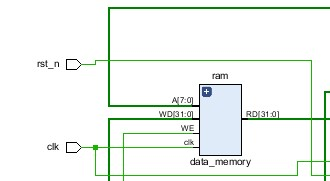 ram
rst_n
A[7:0]
WD[31:0]
RD[31:0]
WE
clk
clk
data_memory